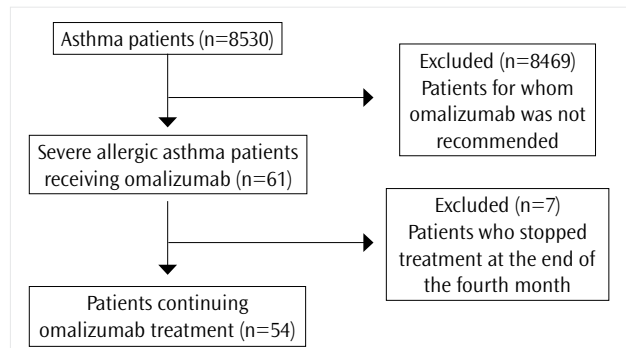 Asthma patients (n=8530)
Excluded (n=8469)
Patients for whom
omalizumab was not
recommended
Severe allergic asthma patients
receiving omalizumab (n=61)
Excluded (n=7)
Patients who stopped
treatment at the end of
the fourth month
Patients continuing
omalizumab treatment (n=54)